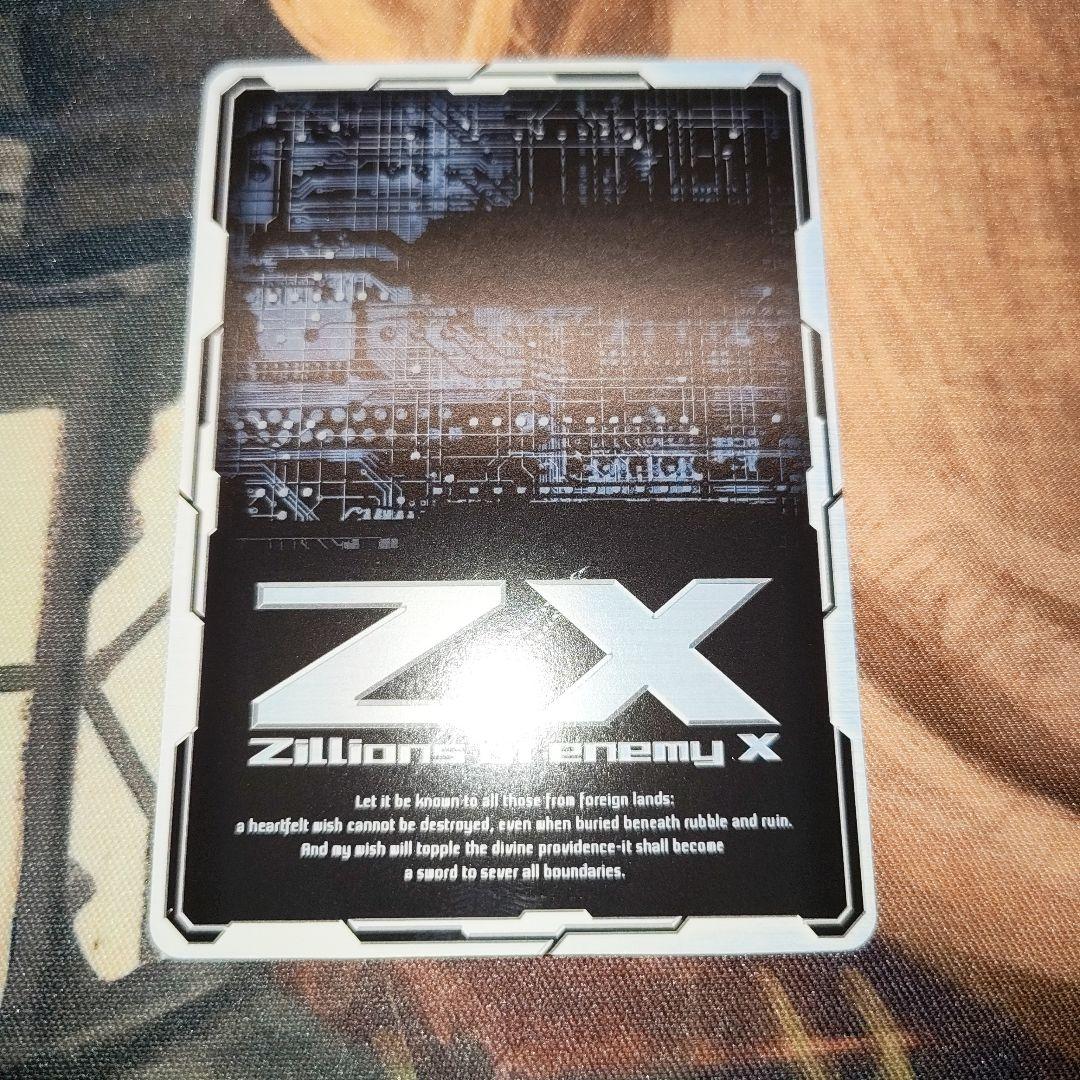 ZX
Zillions of enemy X
Let it be known to all those from foreign lands:
a heartfelt wish cannot be destroyed, even when buried beneath rubble and ruin.
And my wish will topple the divine providence-it shall become
a sword to sever all boundaries.